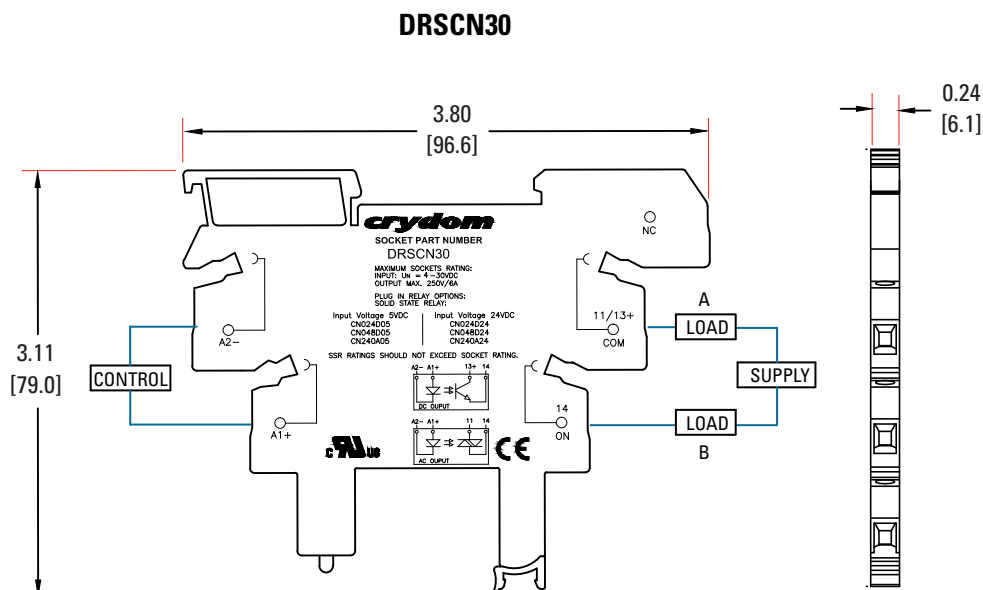 DRSCN30
3.80
[96.6]
0.24
[6.1]
3.11
[79.0]
crydom
SOCKET PART NUMBER
DRSCN30
MAXIMUM SOCKETS RATING:
INPUT: UN = 4 -30VDC
OUTPUT MAX. 250V/6A
PLUG IN RELAY OPTIONS:
SOLID STATE RELAY:
Input Voltage 5VDC
CN024D05
CN048D05
CN240A05
Input Voltage 24VDC
CN024D24
CN048D24
CN240A24
SSR RATINGS SHOULD NOT EXCEED SOCKET RATING.
A2- A1+ 13+ 14
DC OUPUT
A2- A1+ 11 14
AC OUPUT
NC
A2-
A1+
11/13+
COM
14
ON
CONTROL
A
LOAD
SUPPLY
LOAD
B
c RU US
CE